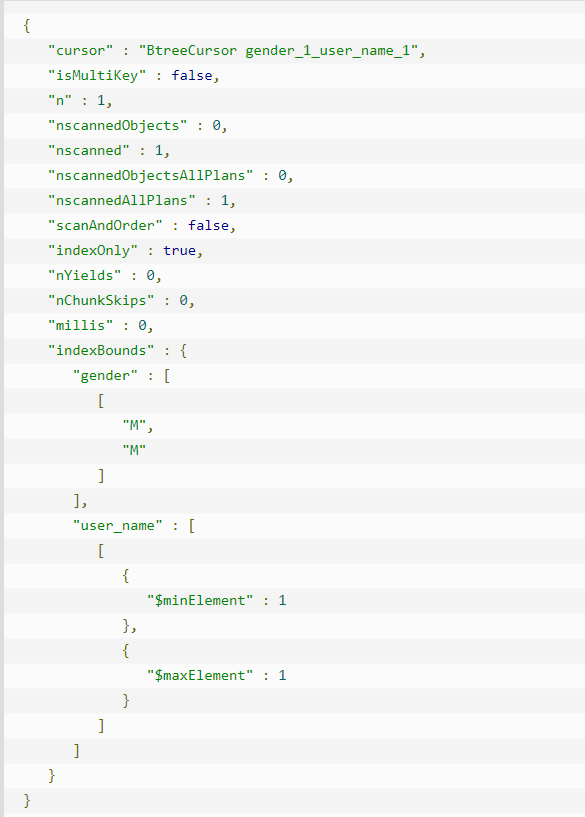 {
   "cursor" : "BtreeCursor gender_1_user_name_1",
   "isMultiKey" : false,
   "n" : 1,
   "nscannedObjects" : 0,
   "nscanned" : 1,
   "nscannedObjectsAllPlans" : 0,
   "nscannedAllPlans" : 1,
   "scanAndOrder" : false,
   "indexOnly" : true,
   "nYields" : 0,
   "nChunkSkips" : 0,
   "millis" : 0,
   "indexBounds" : {
      "gender" : [
         [
            "M",
            "M"
         ]
      ],
      "user_name" : [
         [
            {
               "$minElement" : 1
            },
            {
               "$maxElement" : 1
            }
         ]
      ]
   }
}